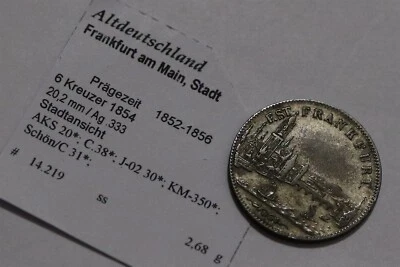 Altdeutschland
Frankfurt am Main, Stadt
Prägezeit 1852-1856
6 Kreuzer 1854
20,2 mm / Ag .333
Stadtansicht
AKS 20*; C.38*; J-02 30*; KM-350*;
Schön/C 31*;
# 14.219
ss
2,68 g
F.ST. FRANKFURT